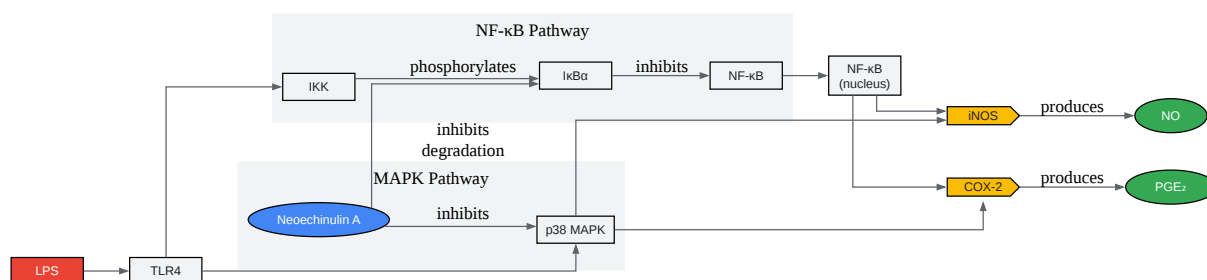 NF-κB Pathway
phosphorylates
IκBα
inhibits
NF-κB
NF-κB
(nucleus)
IKK
iNOS
produces
NO
inhibits
degradation
MAPK Pathway
COX-2
produces
PGE₂
Neoechinulin A
inhibits
p38 MAPK
LPS
TLR4